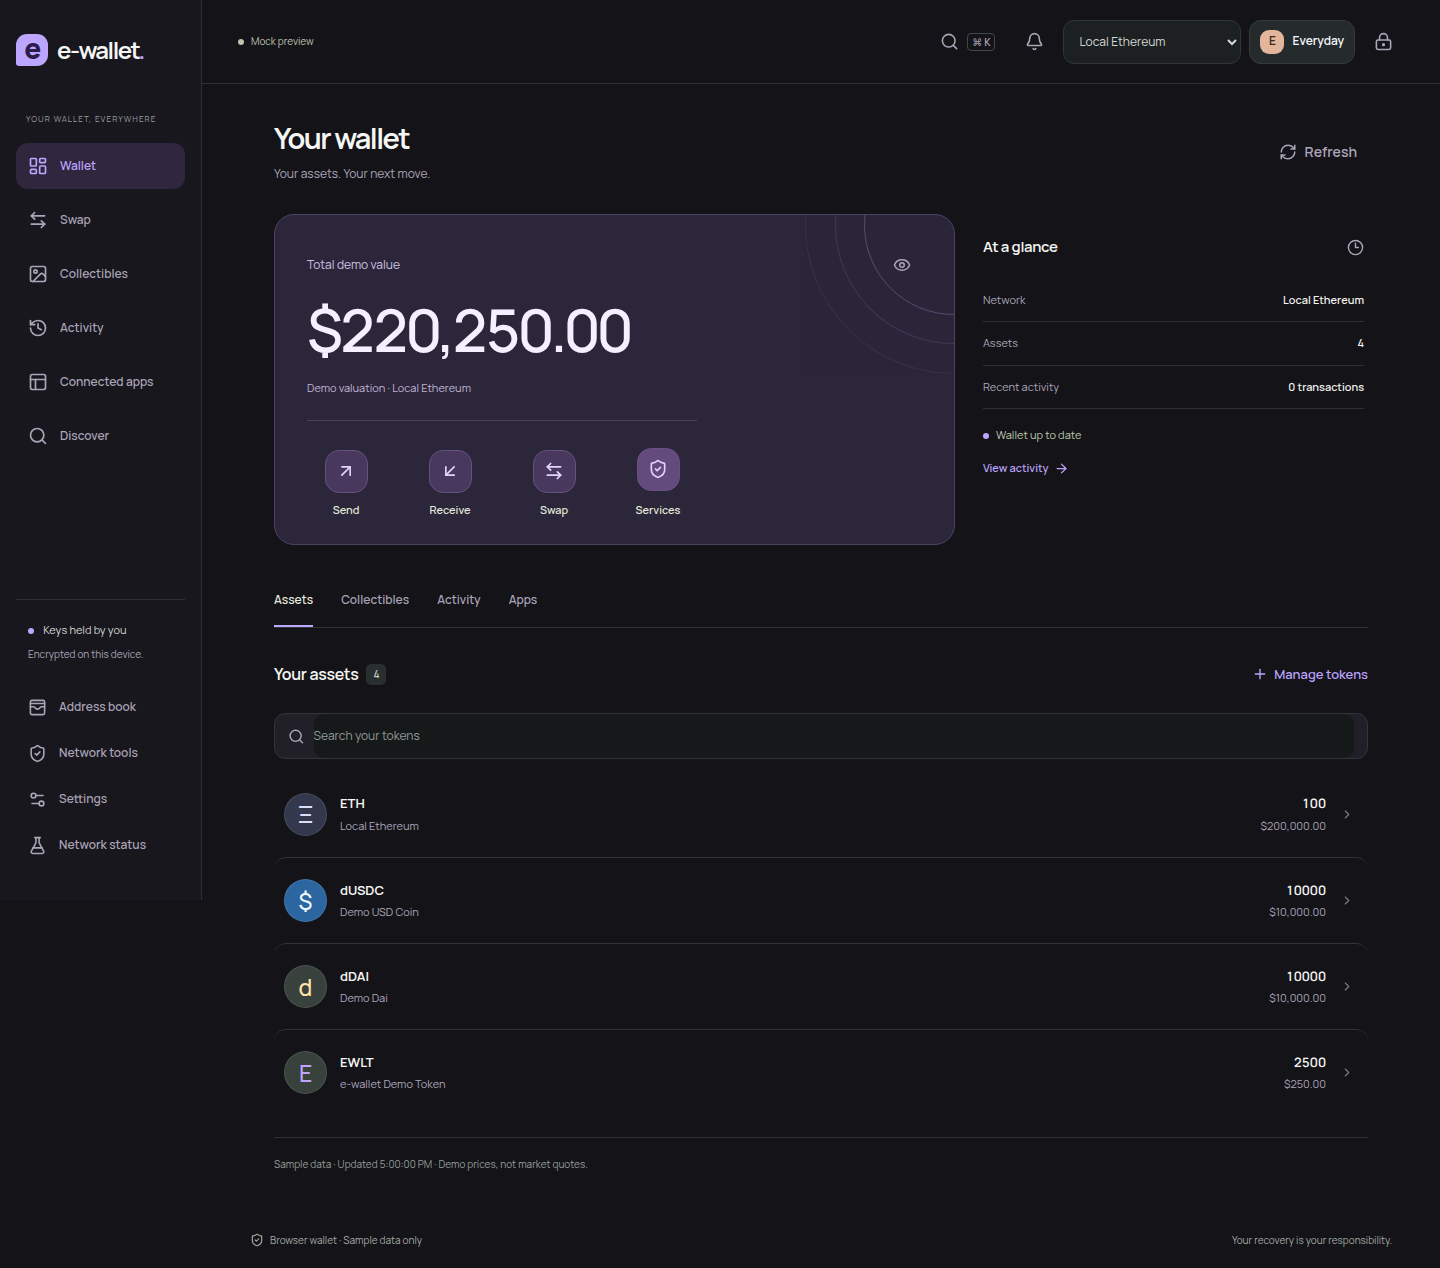 e e-wallet.
YOUR WALLET, EVERYWHERE
Wallet
Swap
Collectibles
Activity
Connected apps
Discover
Keys held by you
Encrypted on this device.
Address book
Network tools
Settings
Network status
Mock preview
⌘ K
Local Ethereum
E Everyday
Your wallet
Your assets. Your next move.
Refresh
Total demo value
$220,250.00
Demo valuation · Local Ethereum
Send
Receive
Swap
Services
At a glance
Network Local Ethereum
Assets 4
Recent activity 0 transactions
Wallet up to date
View activity
Assets Collectibles Activity Apps
Your assets 4
Manage tokens
Search your tokens
Ξ ETH 100
Local Ethereum $200,000.00
$ dUSDC 10000
Demo USD Coin $10,000.00
d dDAI 10000
Demo Dai $10,000.00
E EWLT 2500
e-wallet Demo Token $250.00
Sample data · Updated 5:00:00 PM · Demo prices, not market quotes.
Browser wallet · Sample data only
Your recovery is your responsibility.